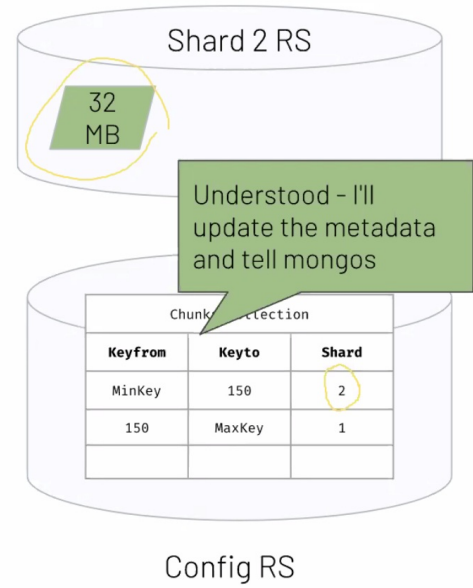 Shard 2 RS
32
MB
Understood - I'll
update the metadata
and tell mongos
Keyfrom Keyto Shard
MinKey 150 2
150 MaxKey 1
Config RS